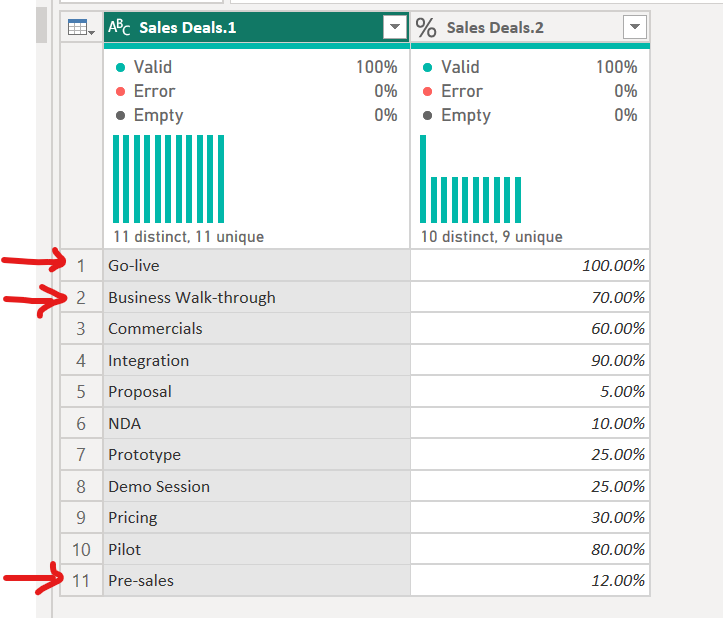 ABC Sales Deals.1 % Sales Deals.2
Valid 100% Valid 100%
Error 0% Error 0%
Empty 0% Empty 0%
11 distinct, 11 unique 10 distinct, 9 unique
1 Go-live 100.00%
2 Business Walk-through 70.00%
3 Commercials 60.00%
4 Integration 90.00%
5 Proposal 5.00%
6 NDA 10.00%
7 Prototype 25.00%
8 Demo Session 25.00%
9 Pricing 30.00%
10 Pilot 80.00%
11 Pre-sales 12.00%